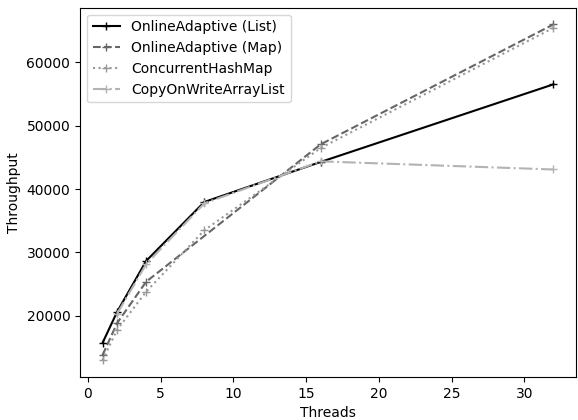 OnlineAdaptive (List)
OnlineAdaptive (Map)
ConcurrentHashMap
CopyOnWriteArrayList
60000
50000
40000
30000
20000
Throughput
0 5 10 15 20 25 30
Threads